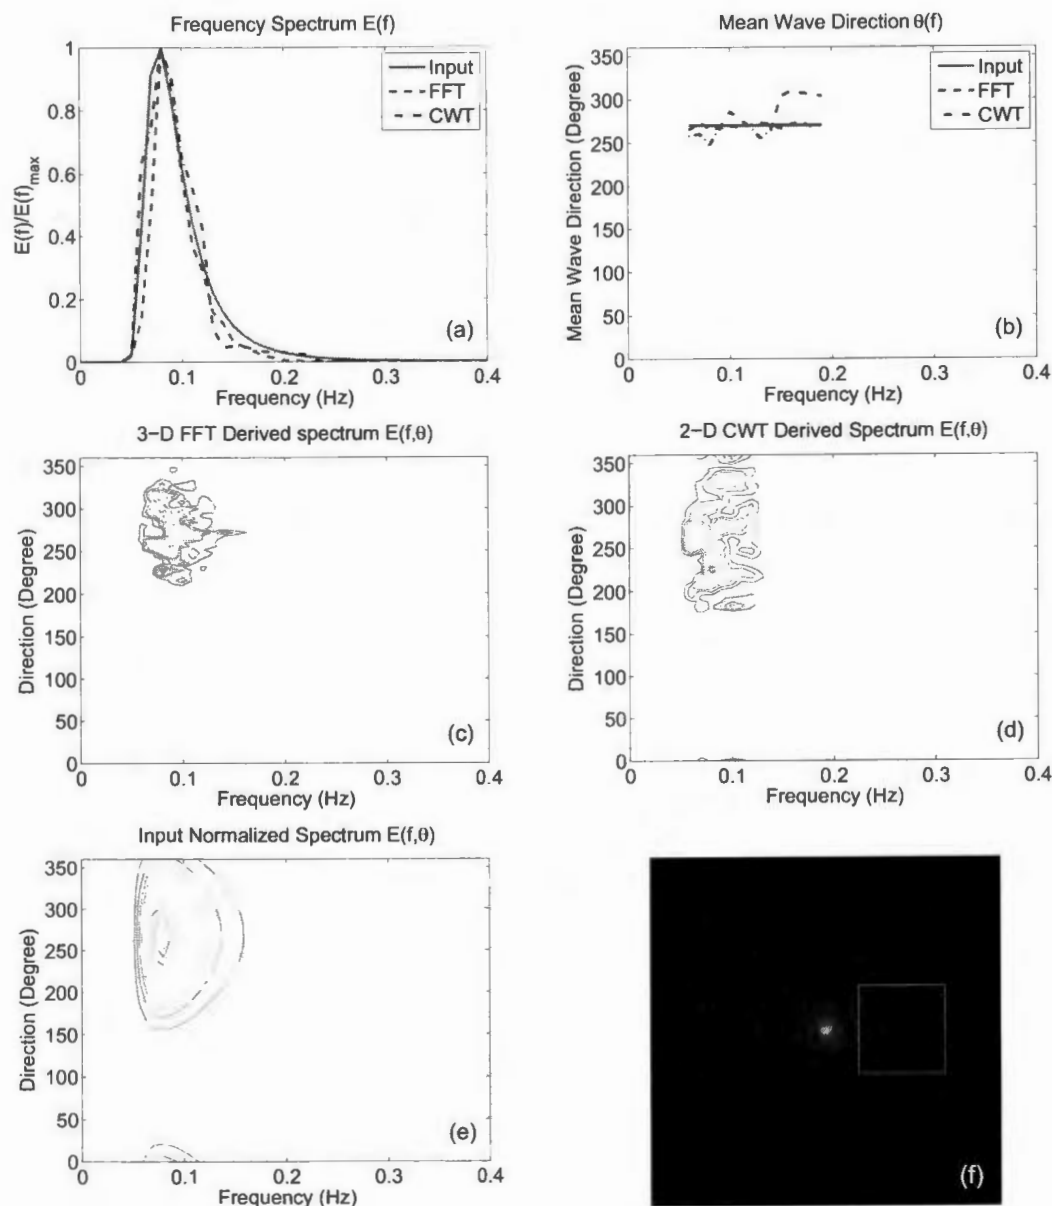 Frequency Spectrum E(f)
1
0.8
0.6
0.4
0.2
0
E(f)/E(f)max
Input
FFT
CWT
(a)
0 0.1 0.2 0.3 0.4
Frequency (Hz)
Mean Wave Direction θ(f)
350
300
250
200
150
100
50
0
Mean Wave Direction (Degree)
Input
FFT
CWT
(b)
0 0.1 0.2 0.3 0.4
Frequency (Hz)
3-D FFT Derived spectrum E(f,θ)
350
300
250
200
150
100
50
0
Direction (Degree)
(c)
0 0.1 0.2 0.3 0.4
Frequency (Hz)
2-D CWT Derived Spectrum E(f,θ)
350
300
250
200
150
100
50
0
Direction (Degree)
(d)
0 0.1 0.2 0.3 0.4
Frequency (Hz)
Input Normalized Spectrum E(f,θ)
350
300
250
200
150
100
50
0
Direction (Degree)
(e)
0 0.1 0.2 0.3 0.4
Frequency (Hz)
(f)